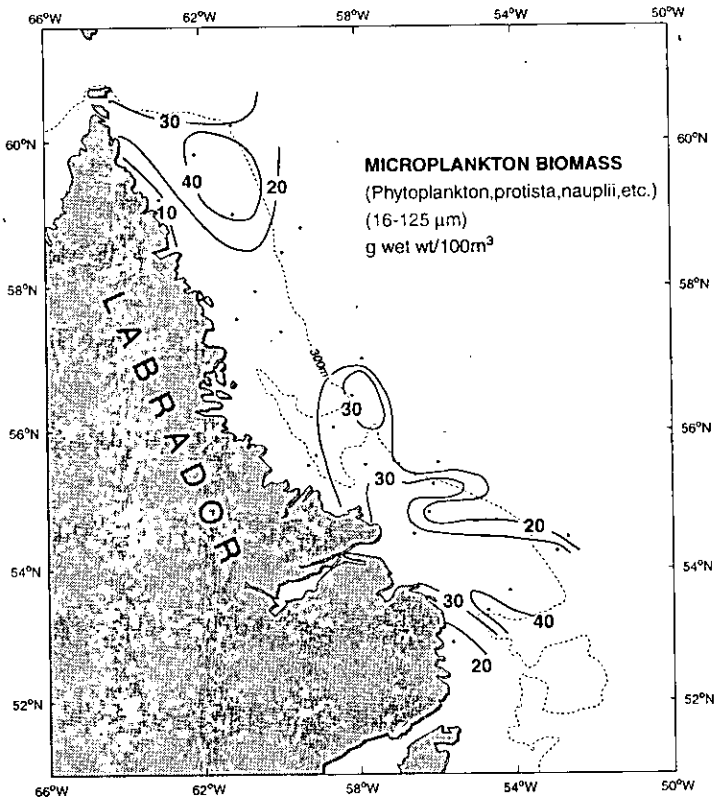 66°W 62°W 58°W 54°W 50°W
30
60°N 60°N
MICROPLANKTON BIOMASS
(Phytoplankton,protista,nauplii,etc.)
40 20
(16-125 µm)
10
g wet wt/100m³
58°N 58°N
LABRADOR
300m
30
56°N 56°N
30
20
54°N 54°N
30
40
20
52°N 52°N
66°W 62°W 58°W 54°W 50°W